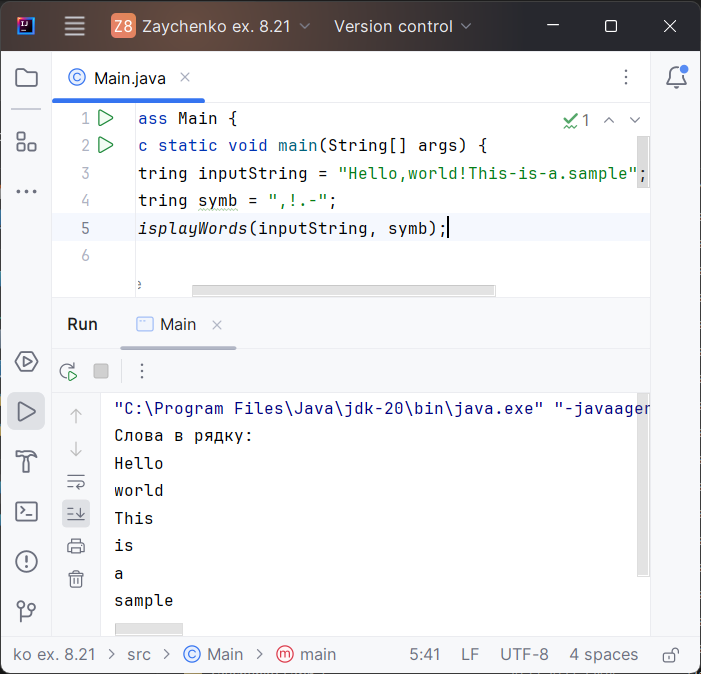 Z8 Zaychenko ex. 8.21 Version control
Main.java
1 ass Main { 1
2 c static void main(String[] args) {
3 tring inputString = "Hello,world!This-is-a.sample";
4 tring symb = ",!.-";
5 isplayWords(inputString, symb);
6
Run Main
"C:\Program Files\Java\jdk-20\bin\java.exe" "-javaagen
Слова в рядку:
Hello
world
This
is
a
sample
ko ex. 8.21 > src > Main > main 5:41 LF UTF-8 4 spaces